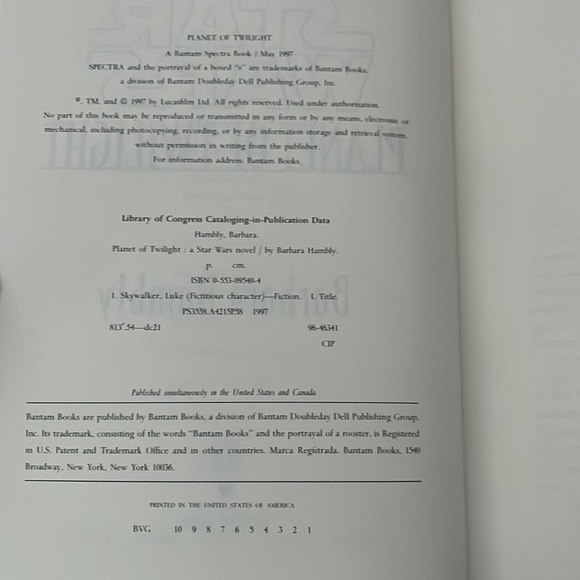 PLANET OF TWILIGHT
A Bantam Spectra Book / May 1997
SPECTRA and the portrayal of a boxed "s" are trademarks of Bantam Books,
a division of Bantam Doubleday Dell Publishing Group, Inc.
®, TM, and © 1997 by Lucasfilm Ltd. All rights reserved. Used under authorization.
No part of this book may be reproduced or transmitted in any form or by any means, electronic or
mechanical, including photocopying, recording, or by any information storage and retrieval system,
without permission in writing from the publisher.
For information address: Bantam Books.
Library of Congress Cataloging-in-Publication Data
Hambly, Barbara.
Planet of Twilight : a Star Wars novel / by Barbara Hambly.
p. cm.
ISBN 0-553-09540-4
1. Skywalker, Luke (Fictitious character)—Fiction. I. Title.
PS3558.A4215P58 1997
813'.54—dc21 96-46341
CIP
Published simultaneously in the United States and Canada
Bantam Books are published by Bantam Books, a division of Bantam Doubleday Dell Publishing Group,
Inc. Its trademark, consisting of the words "Bantam Books" and the portrayal of a rooster, is Registered
in U.S. Patent and Trademark Office and in other countries. Marca Registrada. Bantam Books, 1540
Broadway, New York, New York 10036.
PRINTED IN THE UNITED STATES OF AMERICA
BVG 10 9 8 7 6 5 4 3 2 1